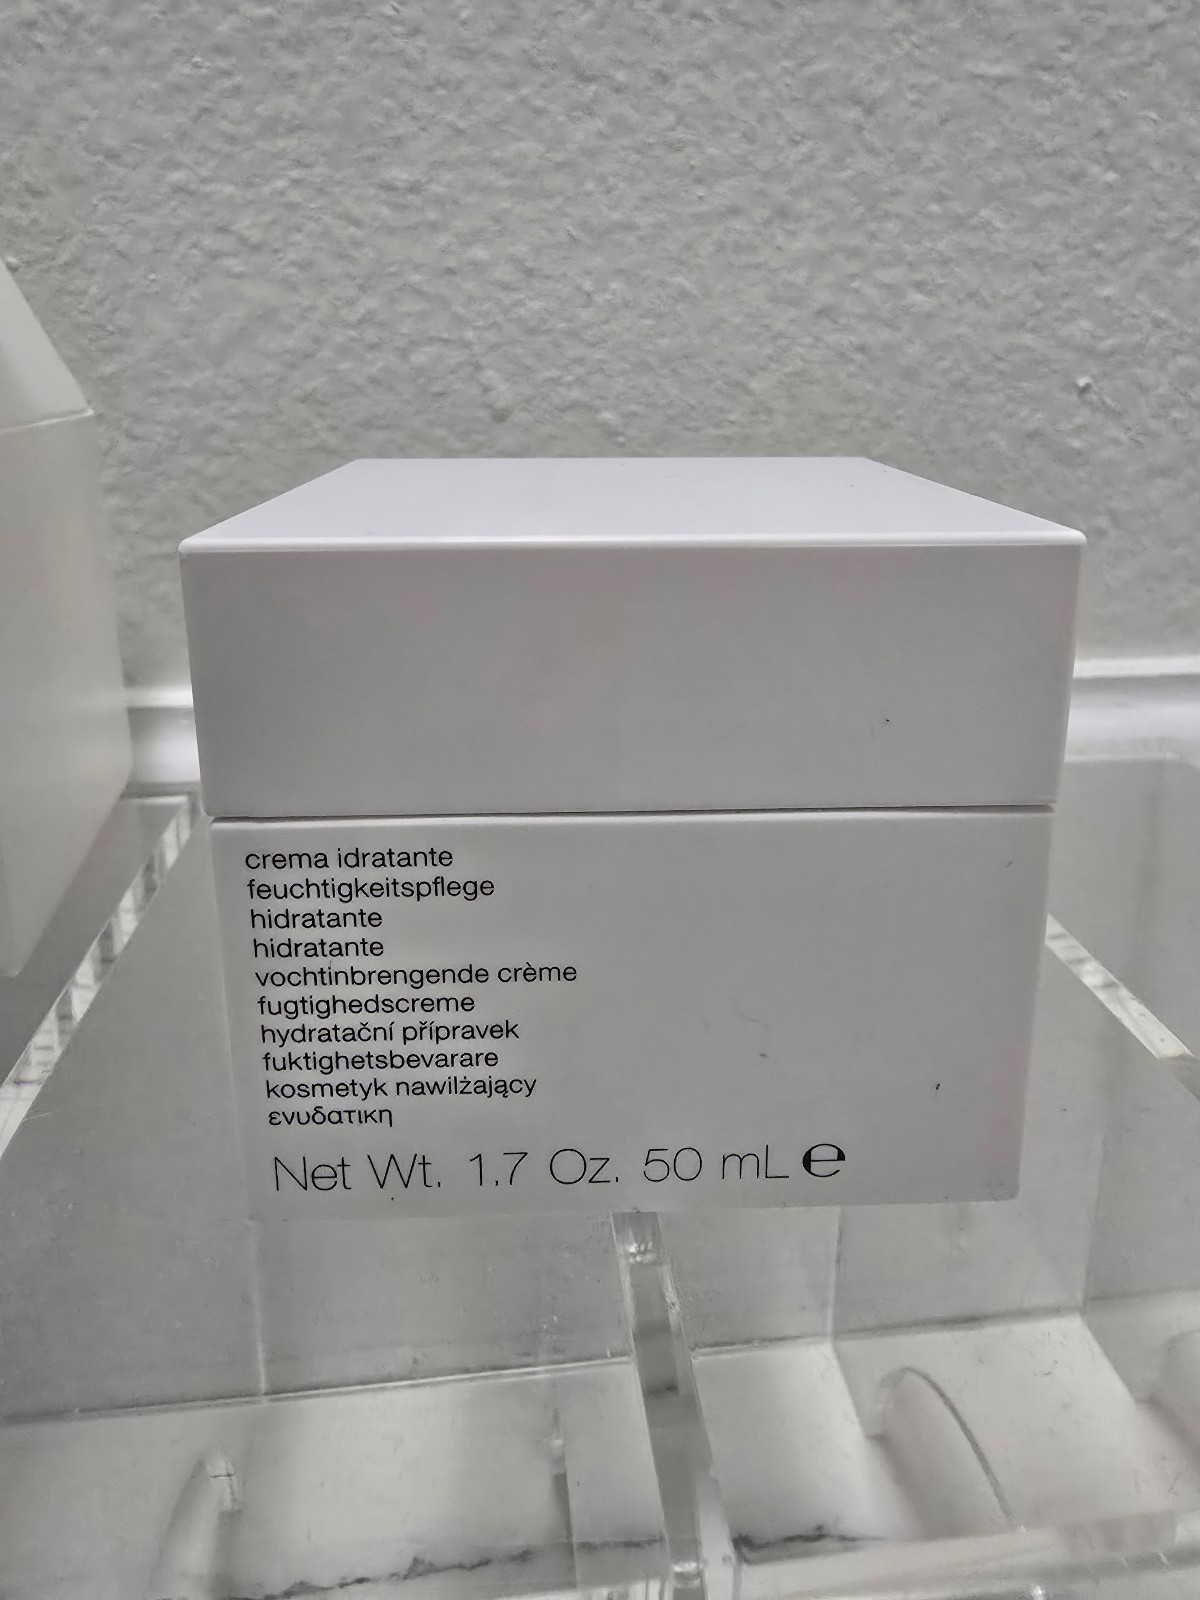 crema idratante
feuchtigkeitspflege
hidratante
hidratante
vochtinbrengende crème
fugtighedscreme
hydratační přípravek
fuktighetsbevarare
kosmetyk nawilżający
ενυδατικη
Net Wt. 1.7 Oz. 50 mL ℮